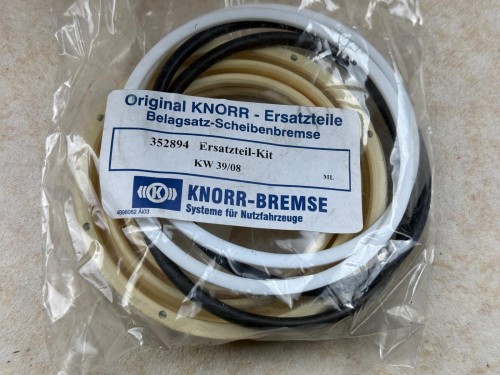 Original KNORR - Ersatzteile
Belagsatz-Scheibenbremse
352894 Ersatzteil-Kit
KW 39/08
ML
K
KNORR-BREMSE
Systeme für Nutzfahrzeuge